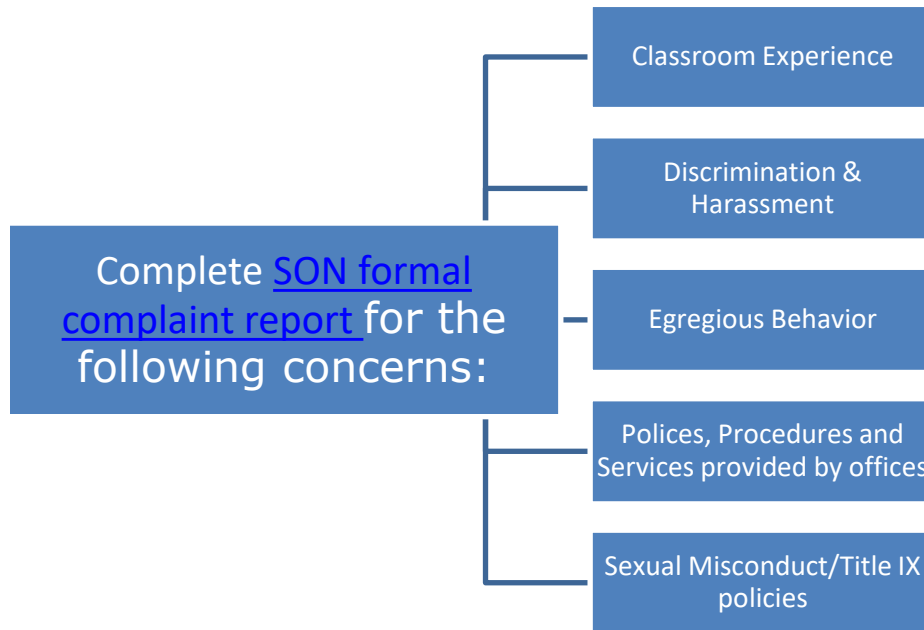 Complete SON formal
complaint report for the
following concerns:
Classroom Experience
Discrimination &
Harassment
Egregious Behavior
Polices, Procedures and
Services provided by offices
Sexual Misconduct/Title IX
policies